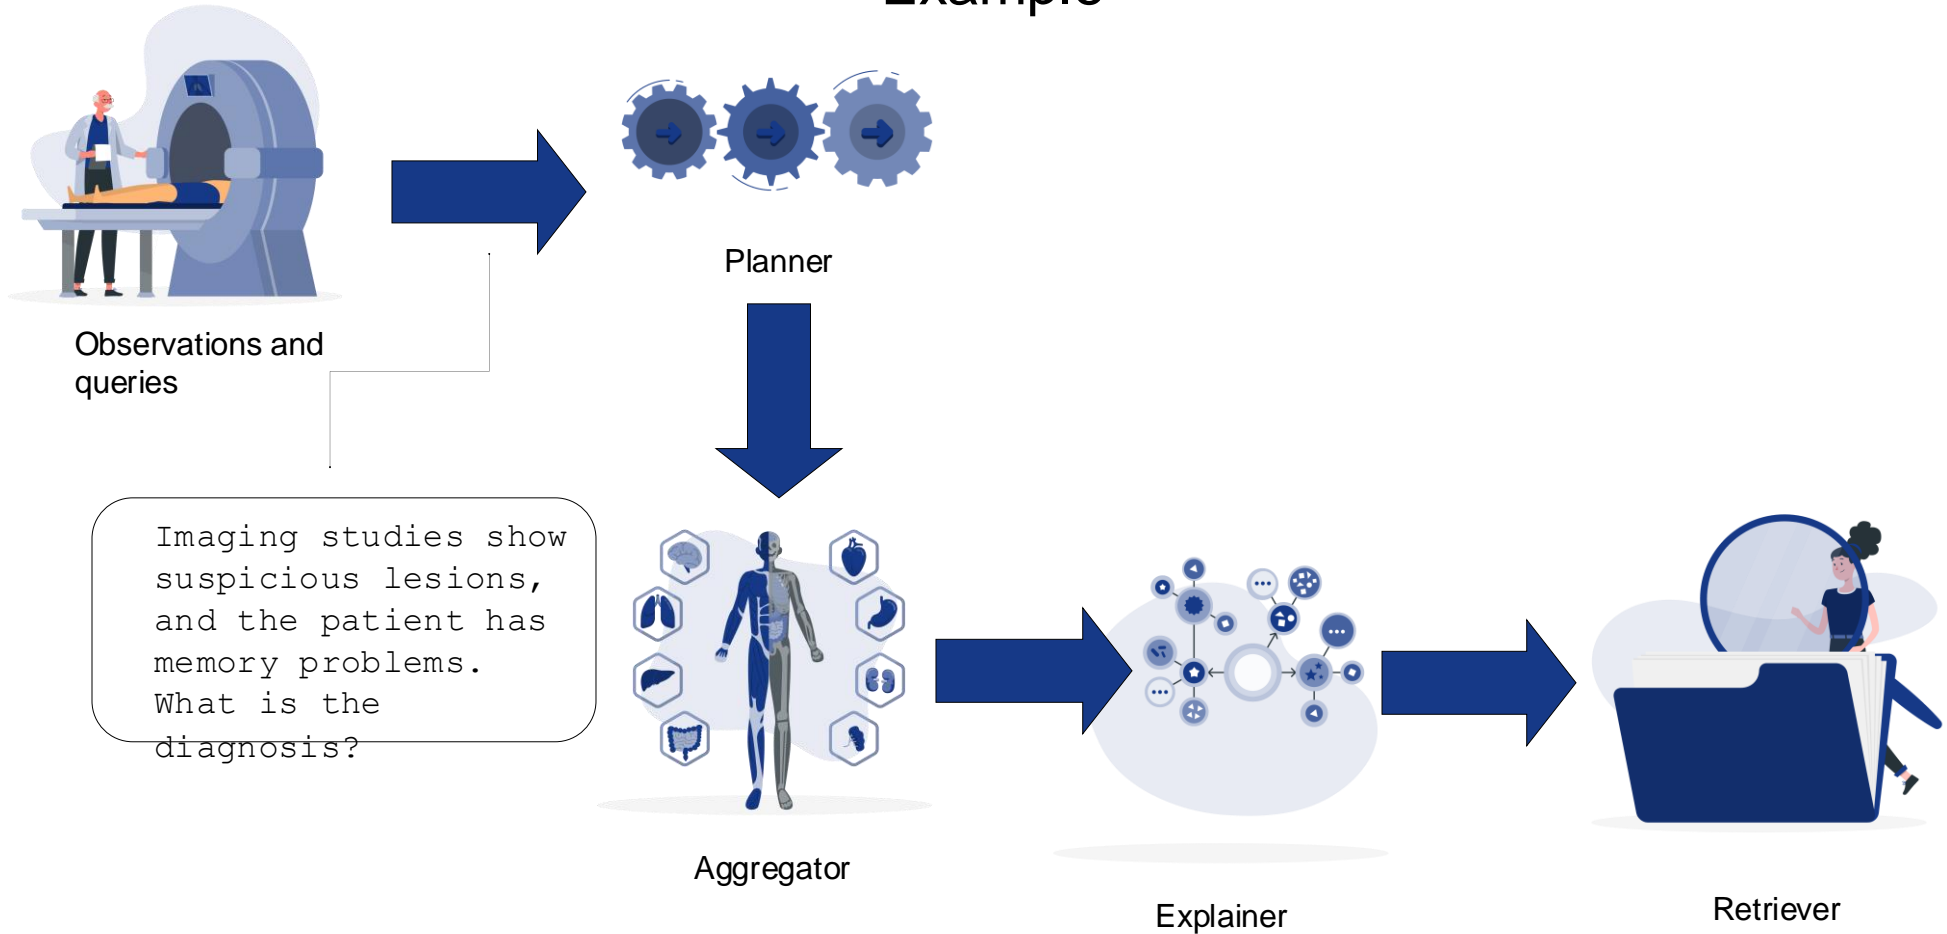 Example
Planner
Observations and
queries
Imaging studies show
suspicious lesions,
and the patient has
memory problems.
What is the
diagnosis?
Aggregator
Explainer
Retriever